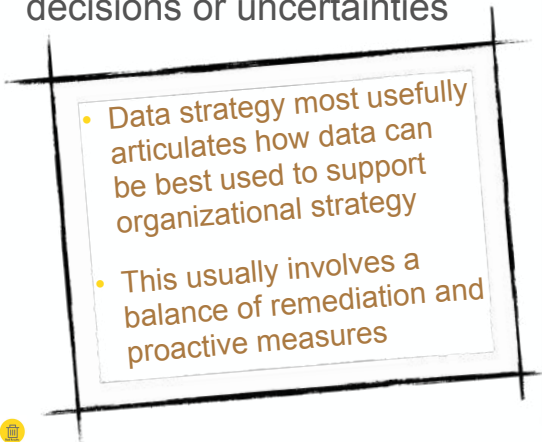 decisions or uncertainties
• Data strategy most usefully
articulates how data can
be best used to support
organizational strategy
• This usually involves a
balance of remediation and
proactive measures